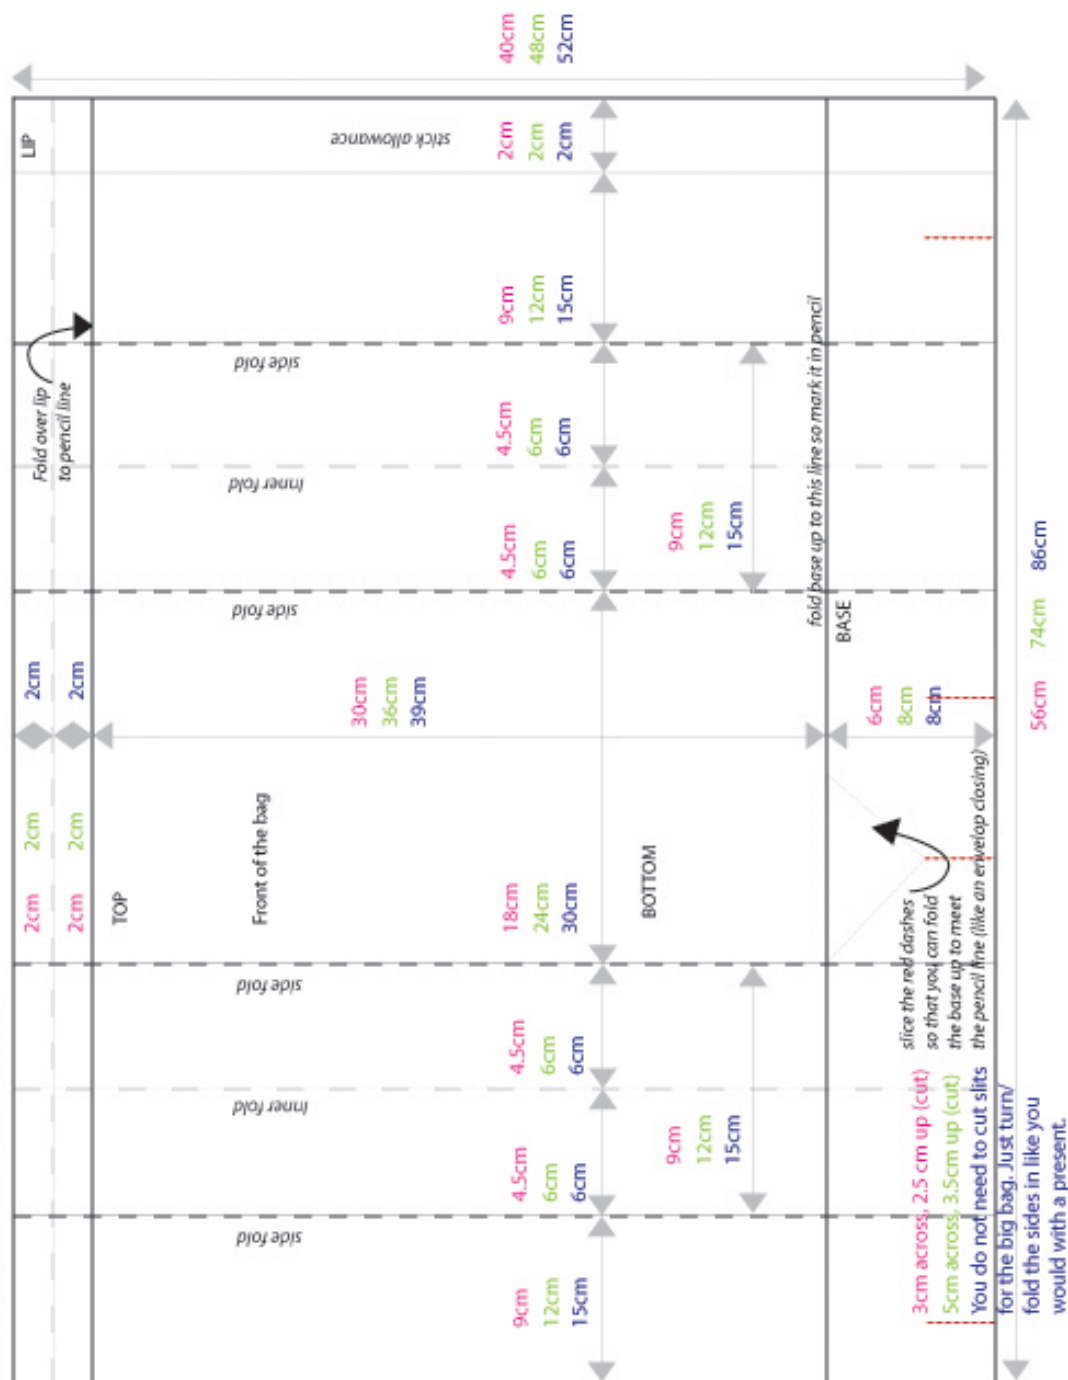 LIP
Fold over lip
to pencil line
2cm
2cm
2cm
2cm
2cm
2cm
TOP
Front of the bag
30cm
36cm
39cm
stick allowance
side fold
Inner fold
side fold
side fold
Inner fold
side fold
9cm
12cm
15cm
4.5cm
6cm
6cm
4.5cm
6cm
6cm
18cm
24cm
30cm
4.5cm
6cm
6cm
4.5cm
6cm
6cm
9cm
12cm
15cm
2cm
2cm
2cm
40cm
48cm
52cm
BOTTOM
9cm
12cm
15cm
9cm
12cm
15cm
fold base up to this line so mark it in pencil
BASE
6cm
8cm
8cm
slice the red dashes
so that you can fold
the base up to meet
the pencil line (like an envelop closing)
3cm across, 2.5 cm up (cut)
5cm across, 3.5cm up (cut)
You do not need to cut slits
for the big bag. Just turn/
fold the sides in like you
would with a present.
56cm 74cm 86cm